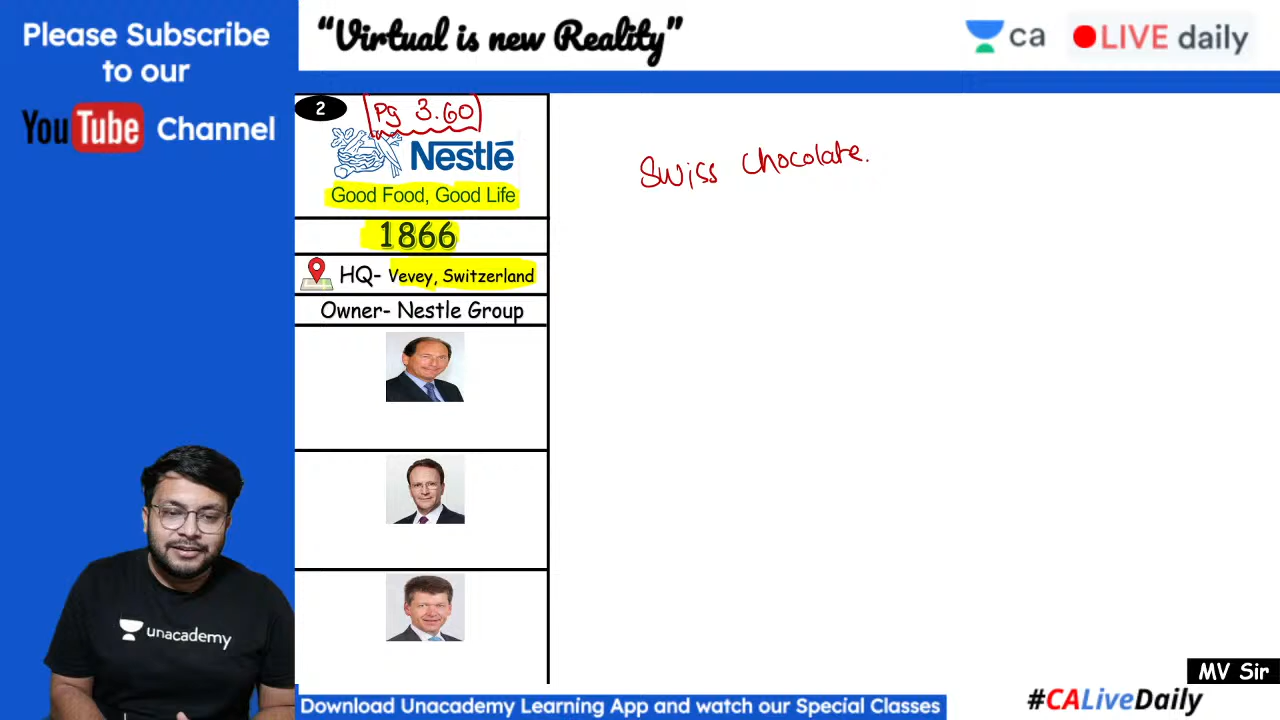 Please Subscribe
to our
YouTube Channel
"Virtual is new Reality"
ca
LIVE daily
2
Pg 3.60
Nestlé
Good Food, Good Life
1866
HQ- Vevey, Switzerland
Owner- Nestle Group
Swiss chocolate.
unacademy
MV Sir
Download Unacademy Learning App and watch our Special Classes
#CALiveDaily